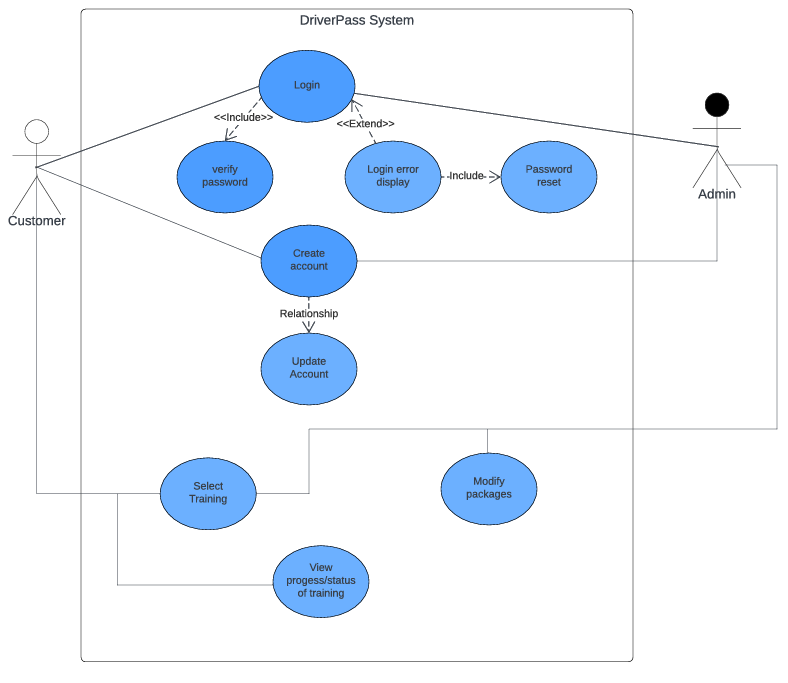 DriverPass System
Login
<<Include>>
<<Extend>>
verify
password
Login error
display
Include
Password
reset
Customer
Admin
Create
account
Relationship
Update
Account
Select
Training
Modify
packages
View
progess/status
of training